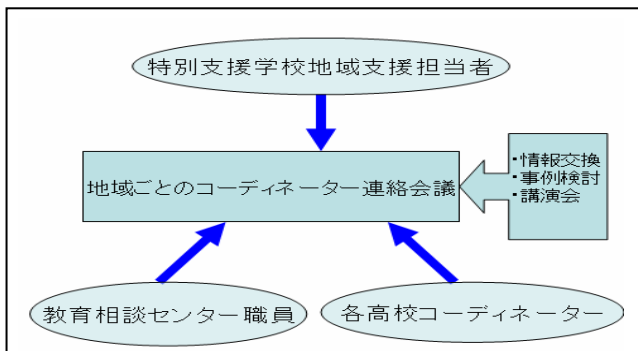 特別支援学校地域支援担当者
地域ごとのコーディネーター連絡会議
・情報交換
・事例検討
・講演会
教育相談センター職員
各高校コーディネーター